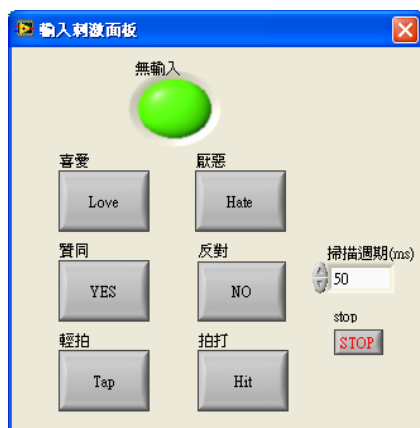 輸入刺激面板
無輸入
喜愛 厭惡
Love Hate
贊同 反對
YES NO
掃描週期(ms)
50
stop
STOP
輕拍 拍打
Tap Hit